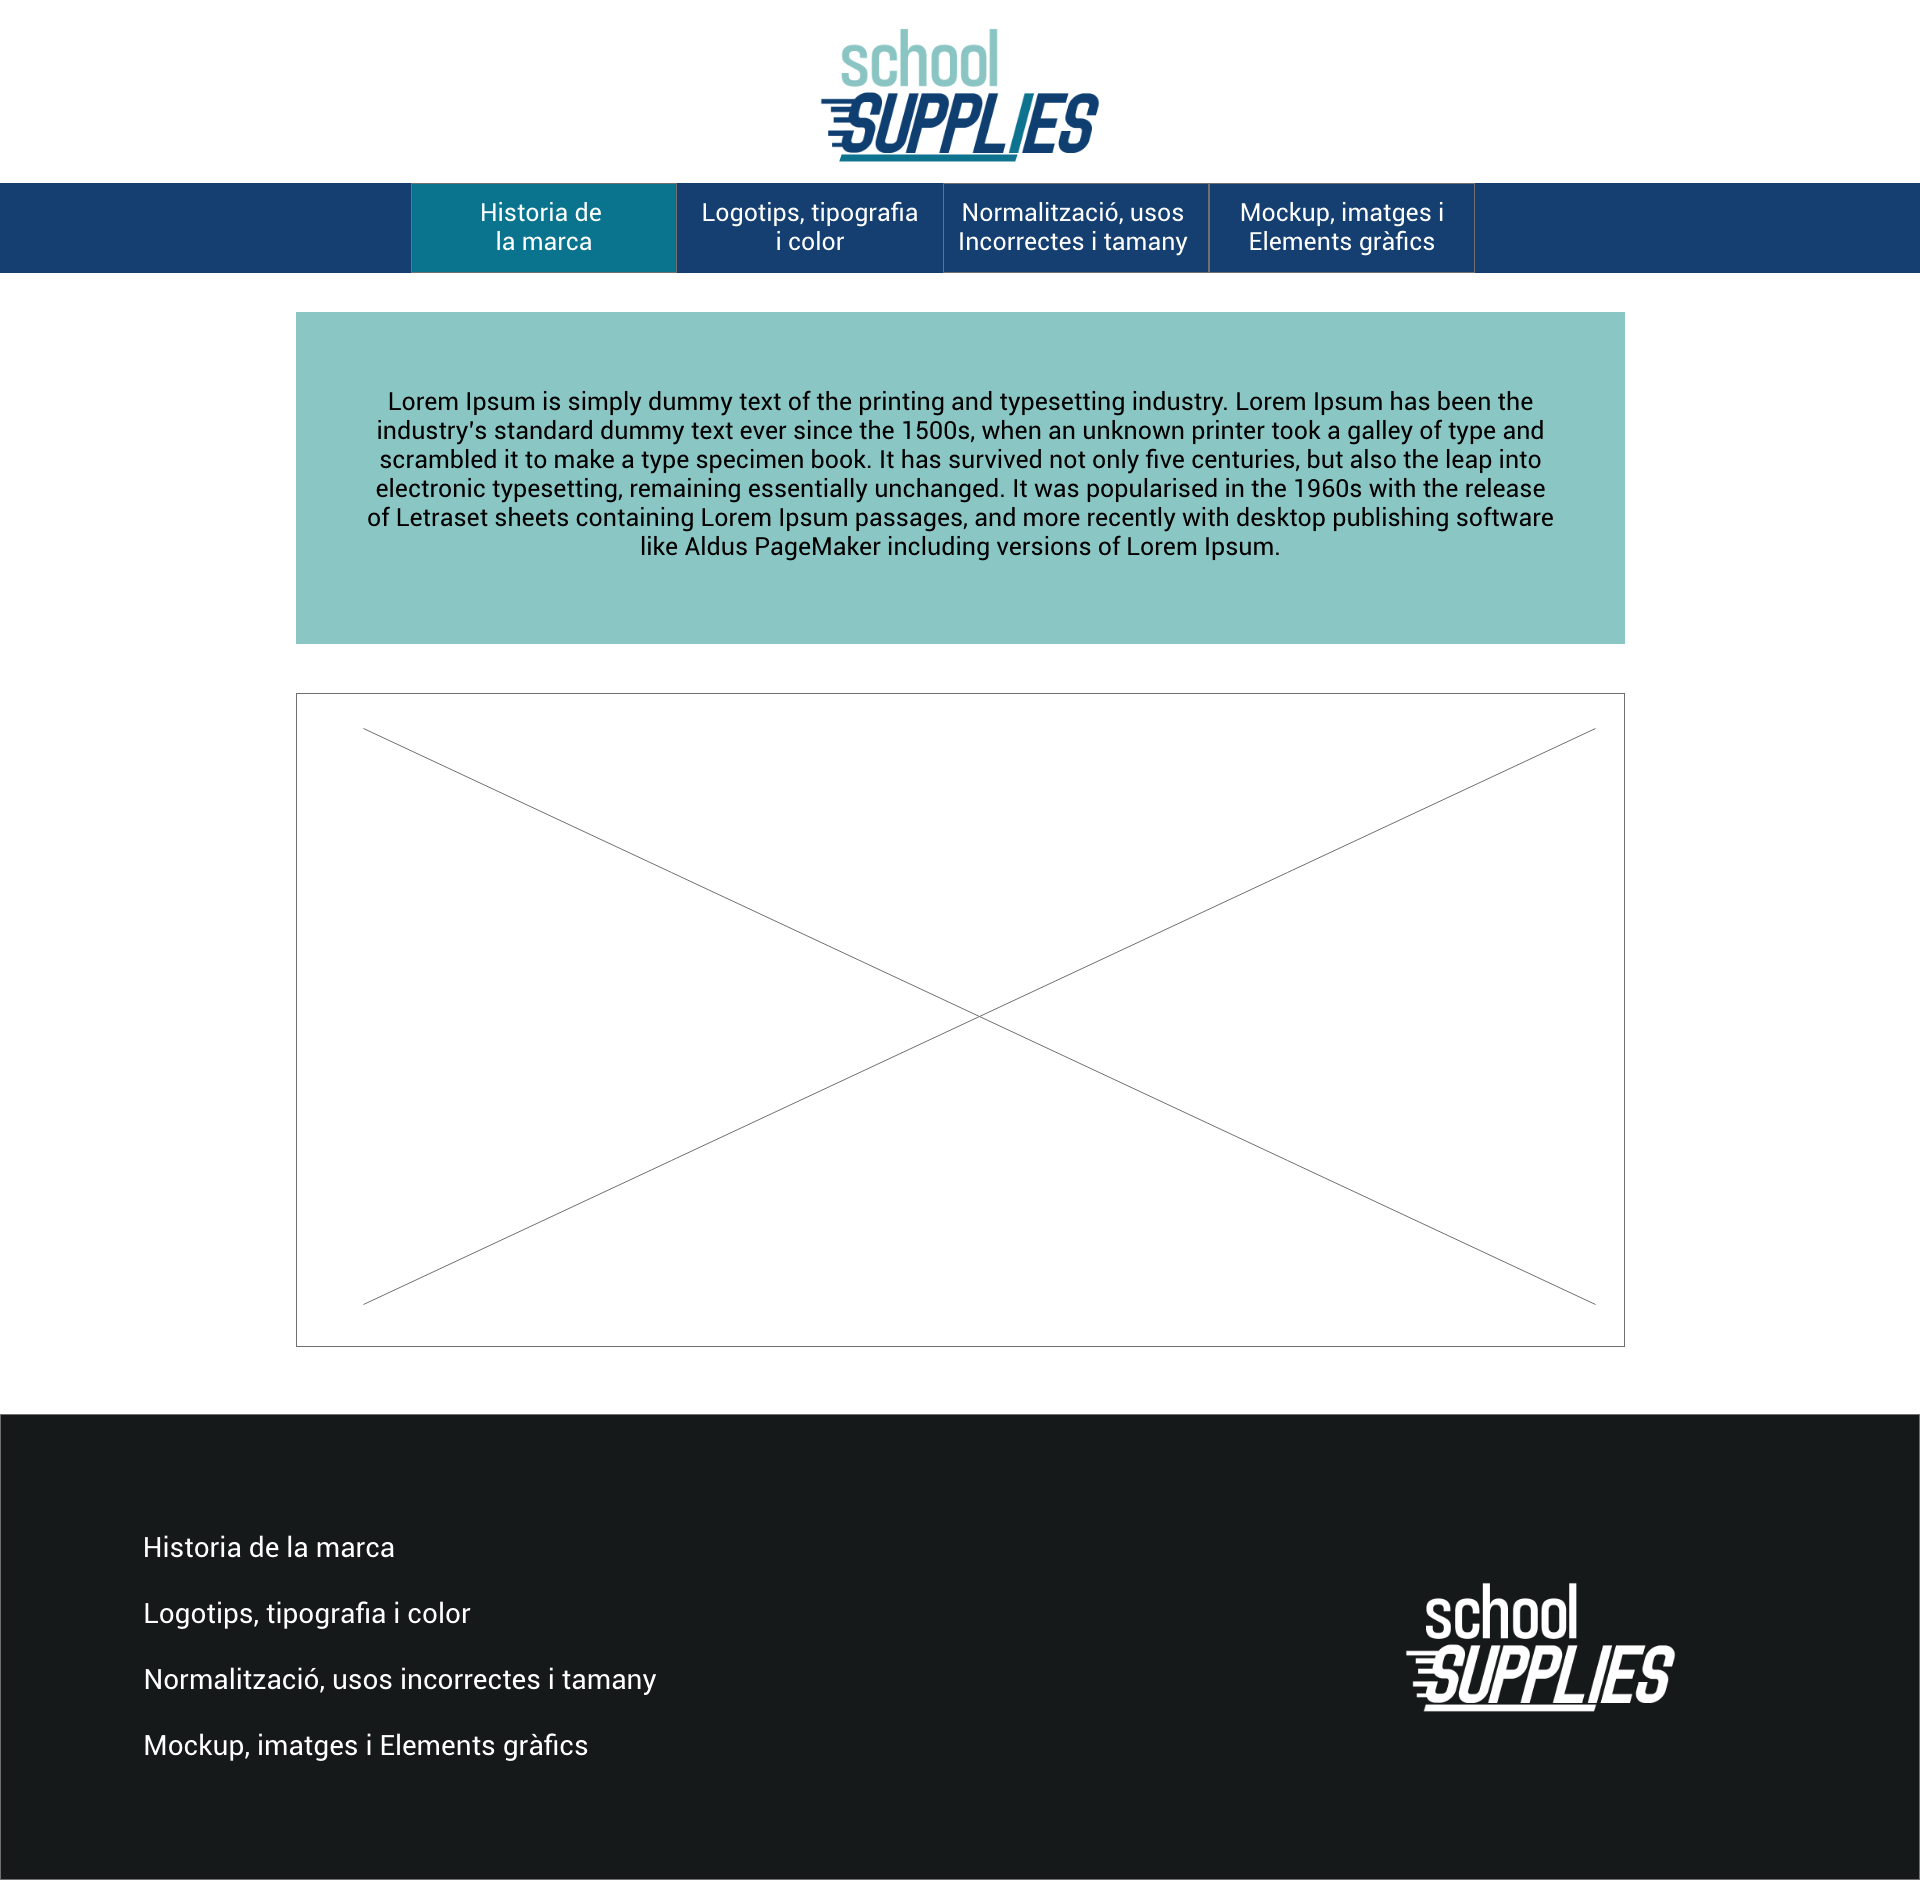 school
SUPPLIES
Historia de
la marca
Logotips, tipografia
i color
Normalització, usos
Incorrectes i tamany
Mockup, imatges i
Elements gràfics
Lorem Ipsum is simply dummy text of the printing and typesetting industry. Lorem Ipsum has been the
industry's standard dummy text ever since the 1500s, when an unknown printer took a galley of type and
scrambled it to make a type specimen book. It has survived not only five centuries, but also the leap into
electronic typesetting, remaining essentially unchanged. It was popularised in the 1960s with the release
of Letraset sheets containing Lorem Ipsum passages, and more recently with desktop publishing software
like Aldus PageMaker including versions of Lorem Ipsum.
Historia de la marca
Logotips, tipografia i color
Normalització, usos incorrectes i tamany
Mockup, imatges i Elements gràfics
school
SUPPLIES